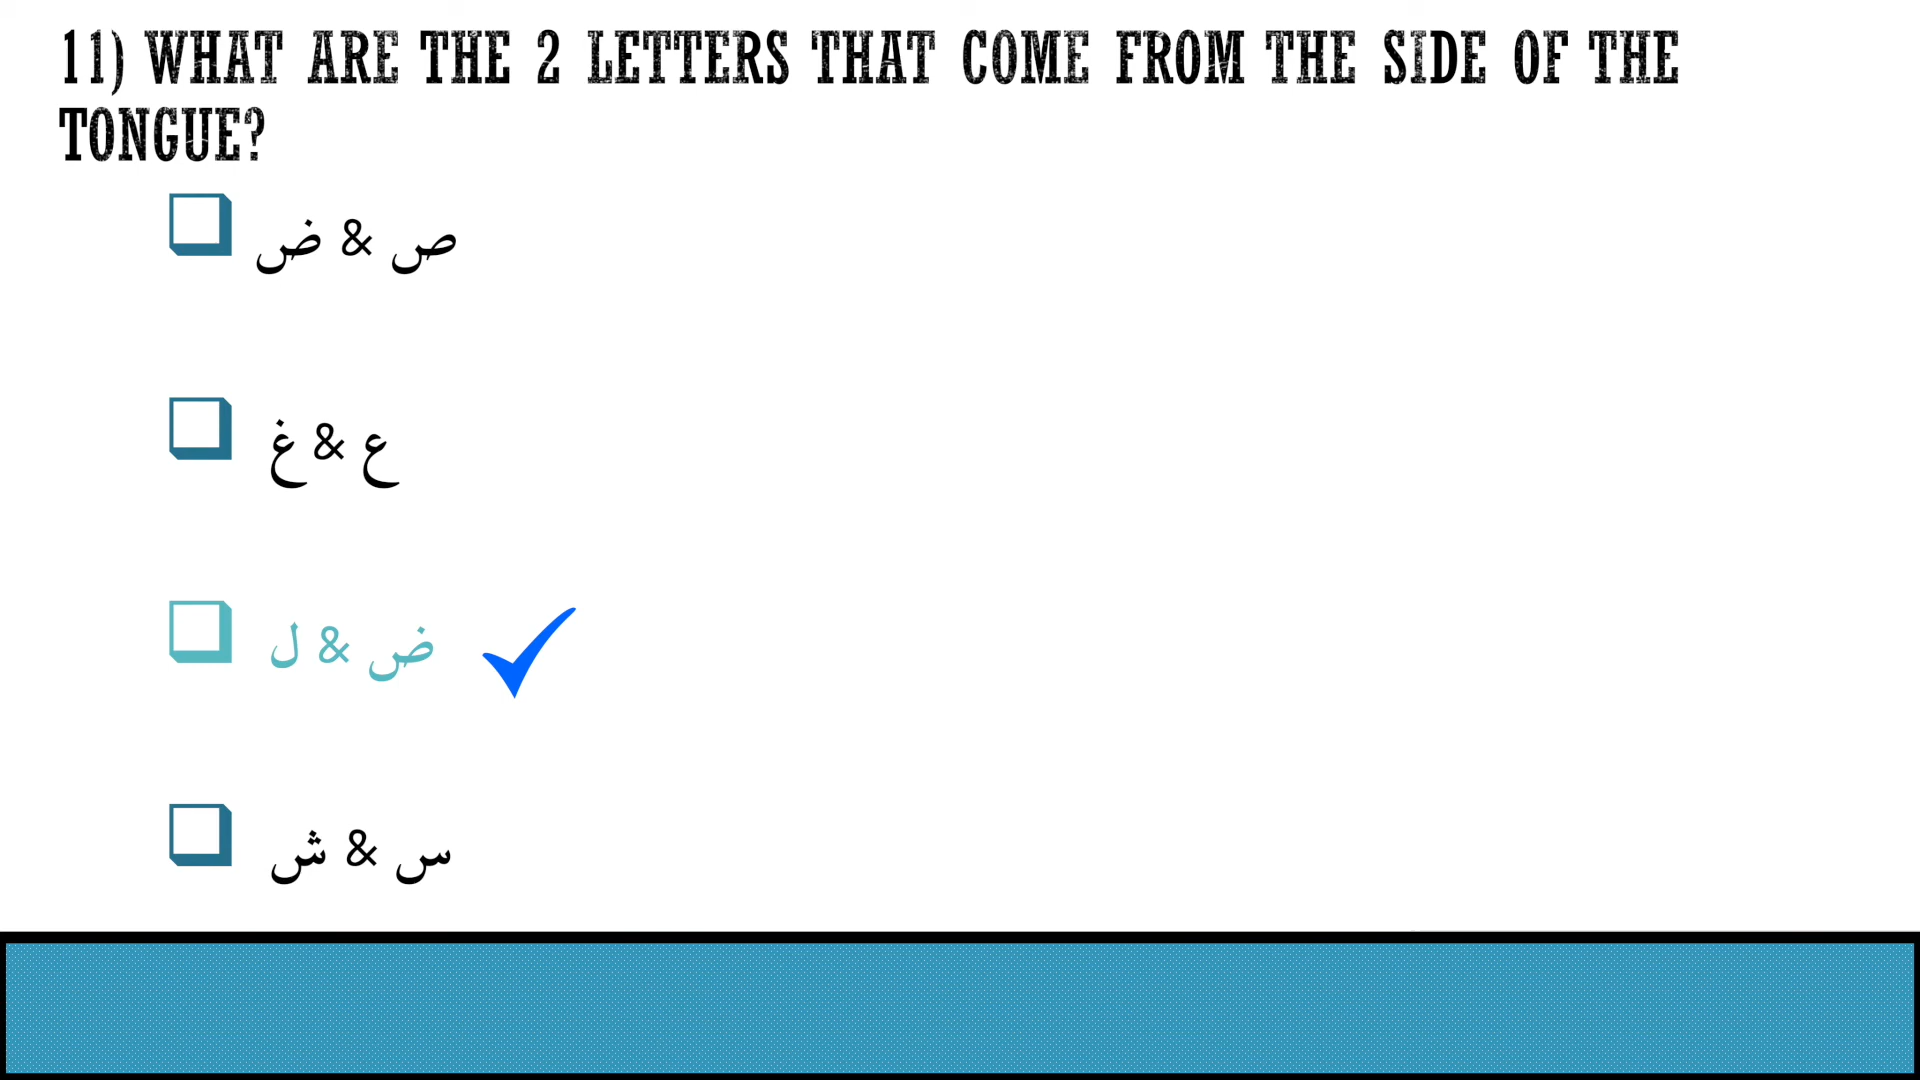 11) WHAT ARE THE 2 LETTERS THAT COME FROM THE SIDE OF THE
TONGUE?
ض & ص
غ & ع
ل & ض
ش & س